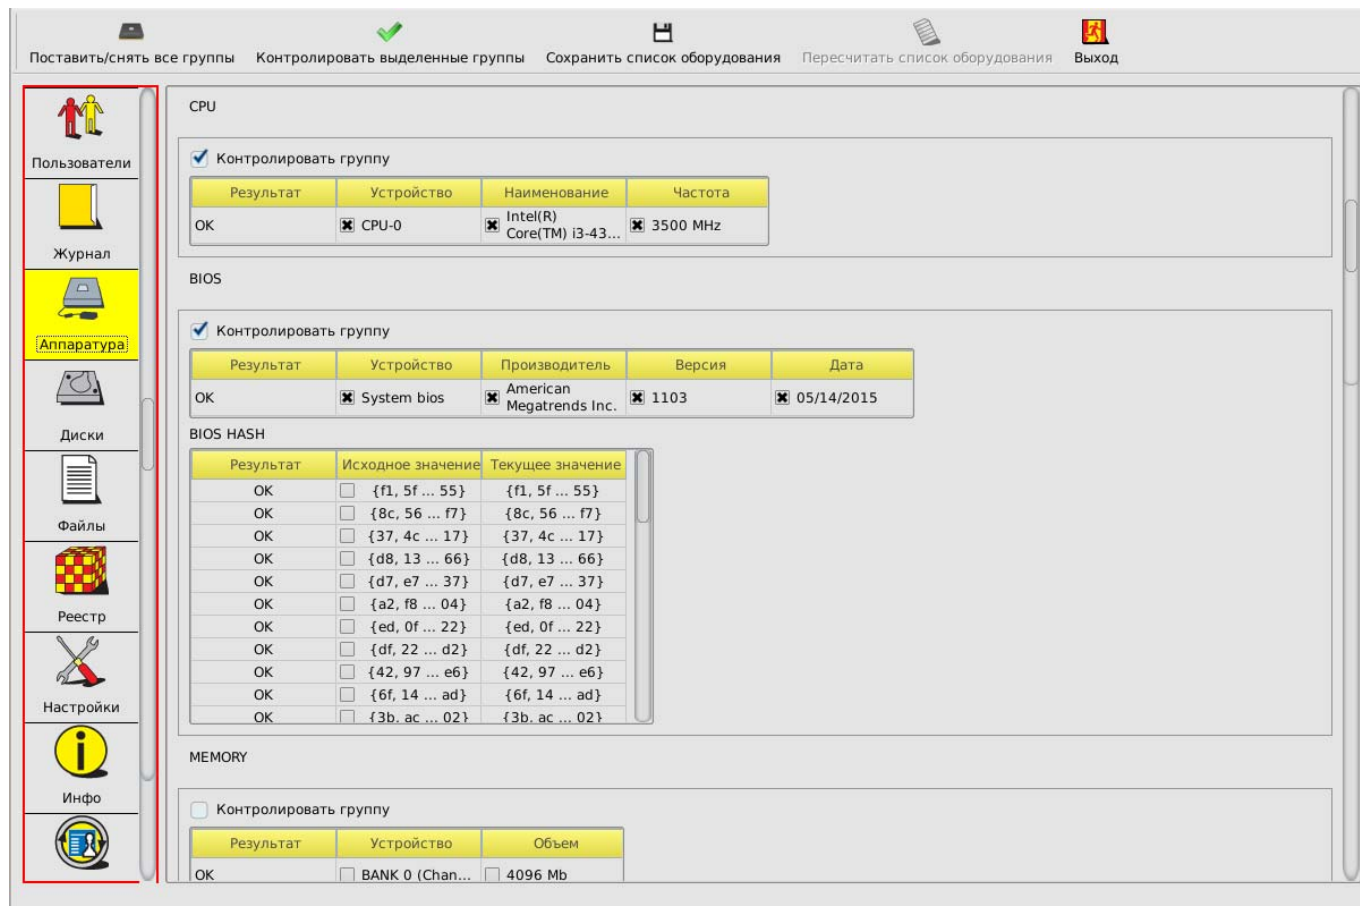 Поставить/снять все группы Контролировать выделенные группы Сохранить список оборудования Пересчитать список оборудования Выход
Пользователи
Журнал
Аппаратура
Диски
Файлы
Реестр
Настройки
Инфо
CPU
Контролировать группу
Результат Устройство Наименование Частота
OK CPU-0 Intel(R) Core(TM) i3-43... 3500 MHz
BIOS
Контролировать группу
Результат Устройство Производитель Версия Дата
OK System bios American Megatrends Inc. 1103 05/14/2015
BIOS HASH
Результат Исходное значение Текущее значение
OK {f1, 5f ... 55} {f1, 5f ... 55}
OK {8c, 56 ... f7} {8c, 56 ... f7}
OK {37, 4c ... 17} {37, 4c ... 17}
OK {d8, 13 ... 66} {d8, 13 ... 66}
OK {d7, e7 ... 37} {d7, e7 ... 37}
OK {a2, f8 ... 04} {a2, f8 ... 04}
OK {ed, 0f ... 22} {ed, 0f ... 22}
OK {df, 22 ... d2} {df, 22 ... d2}
OK {42, 97 ... e6} {42, 97 ... e6}
OK {6f, 14 ... ad} {6f, 14 ... ad}
OK {3b, ac ... 02} {3b, ac ... 02}
MEMORY
Контролировать группу
Результат Устройство Объем
OK BANK 0 (Chan... 4096 Mb